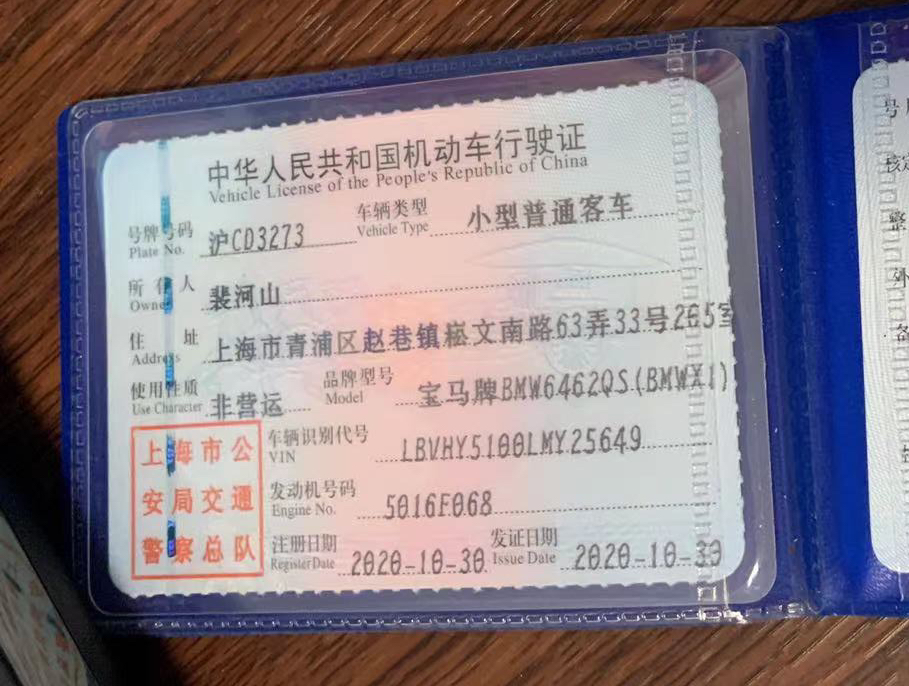 中华人民共和国机动车行驶证
Vehicle License of the People's Republic of China
号牌号码 沪CD3273 车辆类型 小型普通客车
Plate No. Vehicle Type
所有人 裴河山
Owner
住址 上海市青浦区赵巷镇崧文南路63弄33号265室
Address
使用性质 非营运 品牌型号 宝马牌BMW6462QS(BMWX1)
Use Character Model
上海市公
安局交通
警察总队
车辆识别代号 LBVHY5100LMY25649
VIN
发动机号码 5016F068
Engine No.
注册日期 2020-10-30 发证日期 2020-10-30
Register Date Issue Date
号
核定
整
外
备